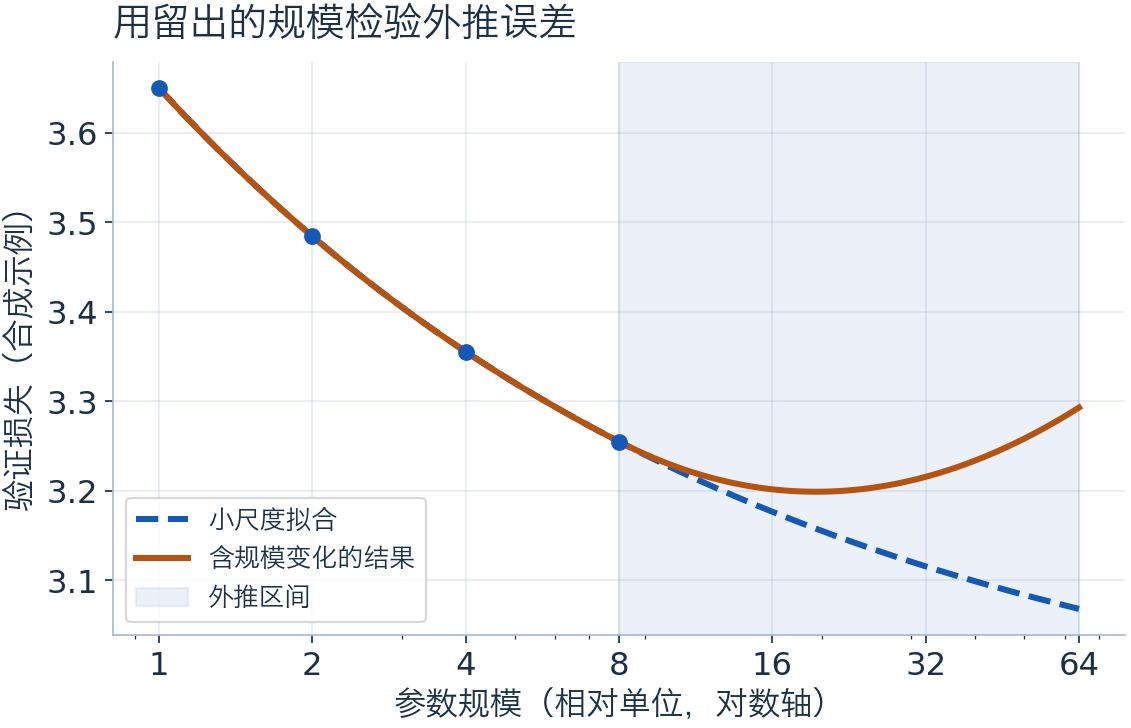 用留出的规模检验外推误差
验证损失（合成示例）
3.6
3.5
3.4
3.3
3.2
3.1
小尺度拟合
含规模变化的结果
外推区间
1
2
4
8
16
32
64
参数规模（相对单位，对数轴）